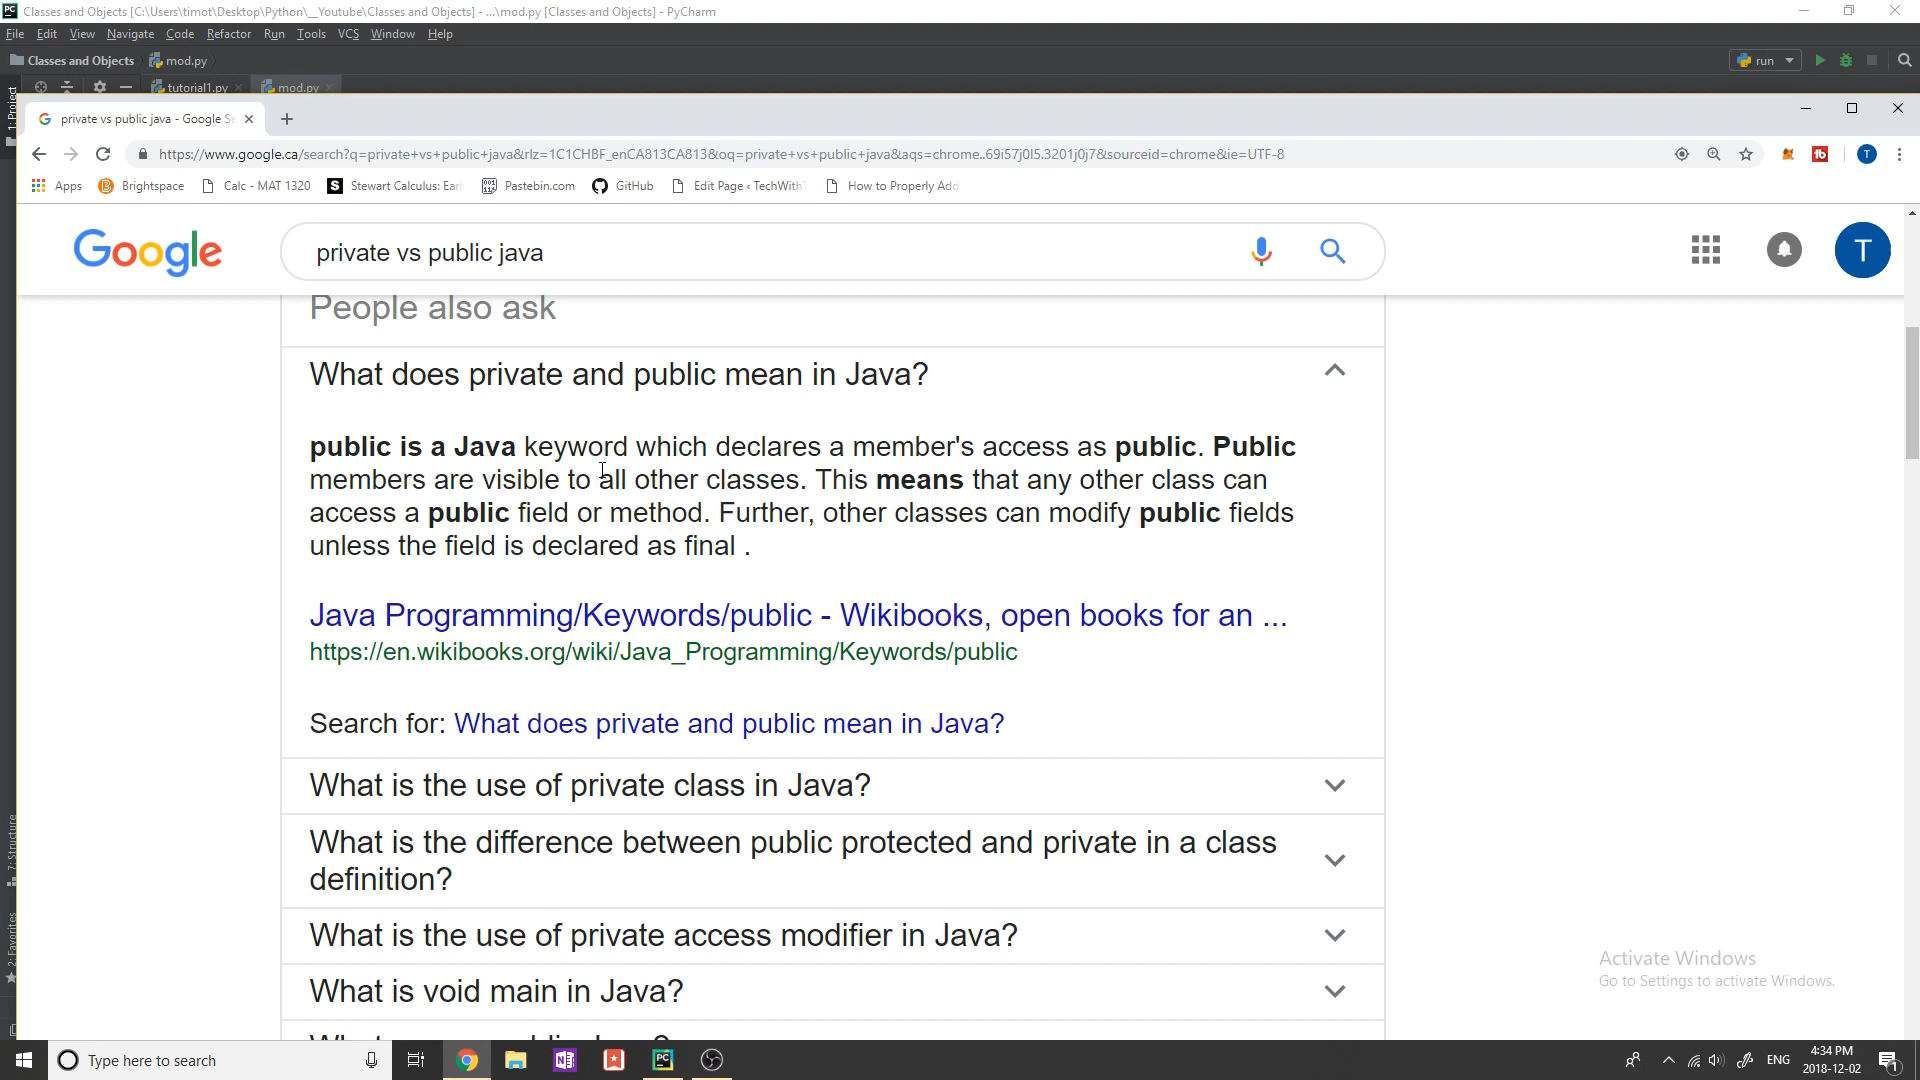 Classes and Objects [C:\Users\timot\Desktop\Python\__Youtube\Classes and Objects] - ...\mod.py [Classes and Objects] - PyCharm
File Edit View Navigate Code Refactor Run Tools VCS Window Help
Classes and Objects mod.py run
1: Project tutorial1.py mod.py
private vs public java - Google Se
https://www.google.ca/search?q=private+vs+public+java&rlz=1C1CHBF_enCA813CA813&oq=private+vs+public+java&aqs=chrome..69i57j0l5.3201j0j7&sourceid=chrome&ie=UTF-8
Apps Brightspace Calc - MAT 1320 Stewart Calculus: Ear Pastebin.com GitHub Edit Page ‹ TechWithT How to Properly Add
Google private vs public java T
People also ask
What does private and public mean in Java?
public is a Java keyword which declares a member's access as public. Public
members are visible to all other classes. This means that any other class can
access a public field or method. Further, other classes can modify public fields
unless the field is declared as final .
Java Programming/Keywords/public - Wikibooks, open books for an ...
https://en.wikibooks.org/wiki/Java_Programming/Keywords/public
Search for: What does private and public mean in Java?
What is the use of private class in Java?
What is the difference between public protected and private in a class
definition?
What is the use of private access modifier in Java?
What is void main in Java?
7: Structure
2: Favorites
Activate Windows
Go to Settings to activate Windows.
Type here to search
ENG
4:34 PM
2018-12-02